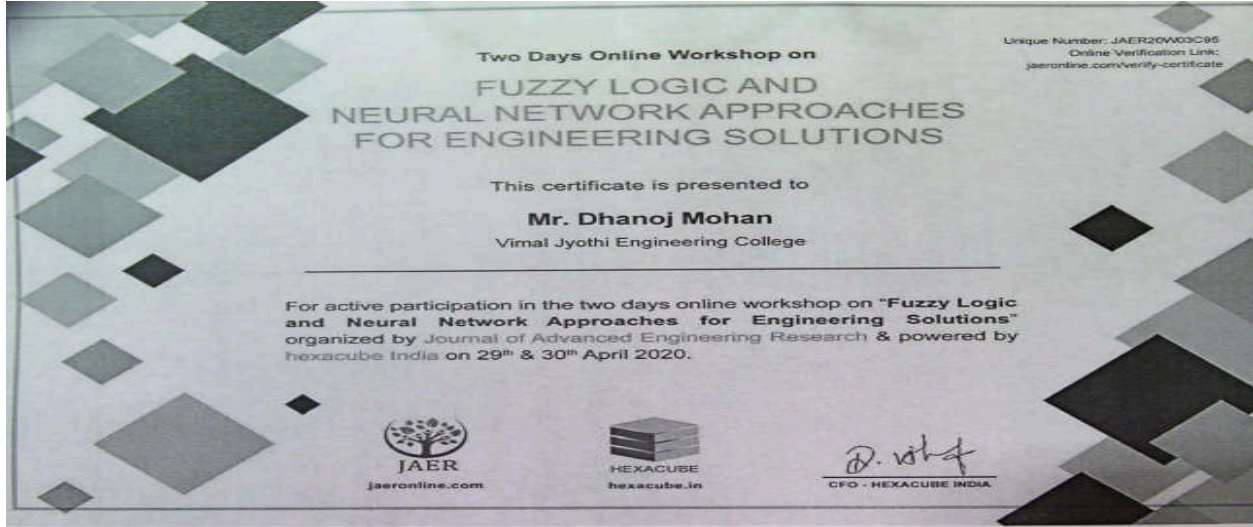 Unique Number: JAER20W03C95
Online Verification Link:
jaeronline.com/verify-certificate
Two Days Online Workshop on
FUZZY LOGIC AND
NEURAL NETWORK APPROACHES
FOR ENGINEERING SOLUTIONS
This certificate is presented to
Mr. Dhanoj Mohan
Vimal Jyothi Engineering College
For active participation in the two days online workshop on "Fuzzy Logic
and Neural Network Approaches for Engineering Solutions"
organized by Journal of Advanced Engineering Research & powered by
hexacube India on 29th & 30th April 2020.
JAER
jaeronline.com
HEXACUBE
hexacube.in
CFO - HEXACUBE INDIA